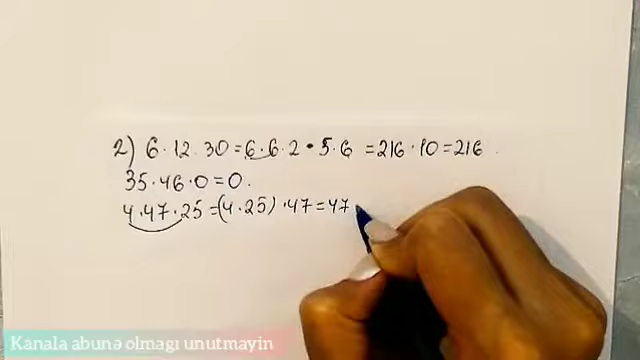 2) 6 · 12 · 30 = 6 · 6 · 2 · 5 · 6 = 216 · 10 = 216
35 · 46 · 0 = 0.
4 · 47 · 25 = (4 · 25) · 47 = 47
Kanala abunə olmagı unutmayin